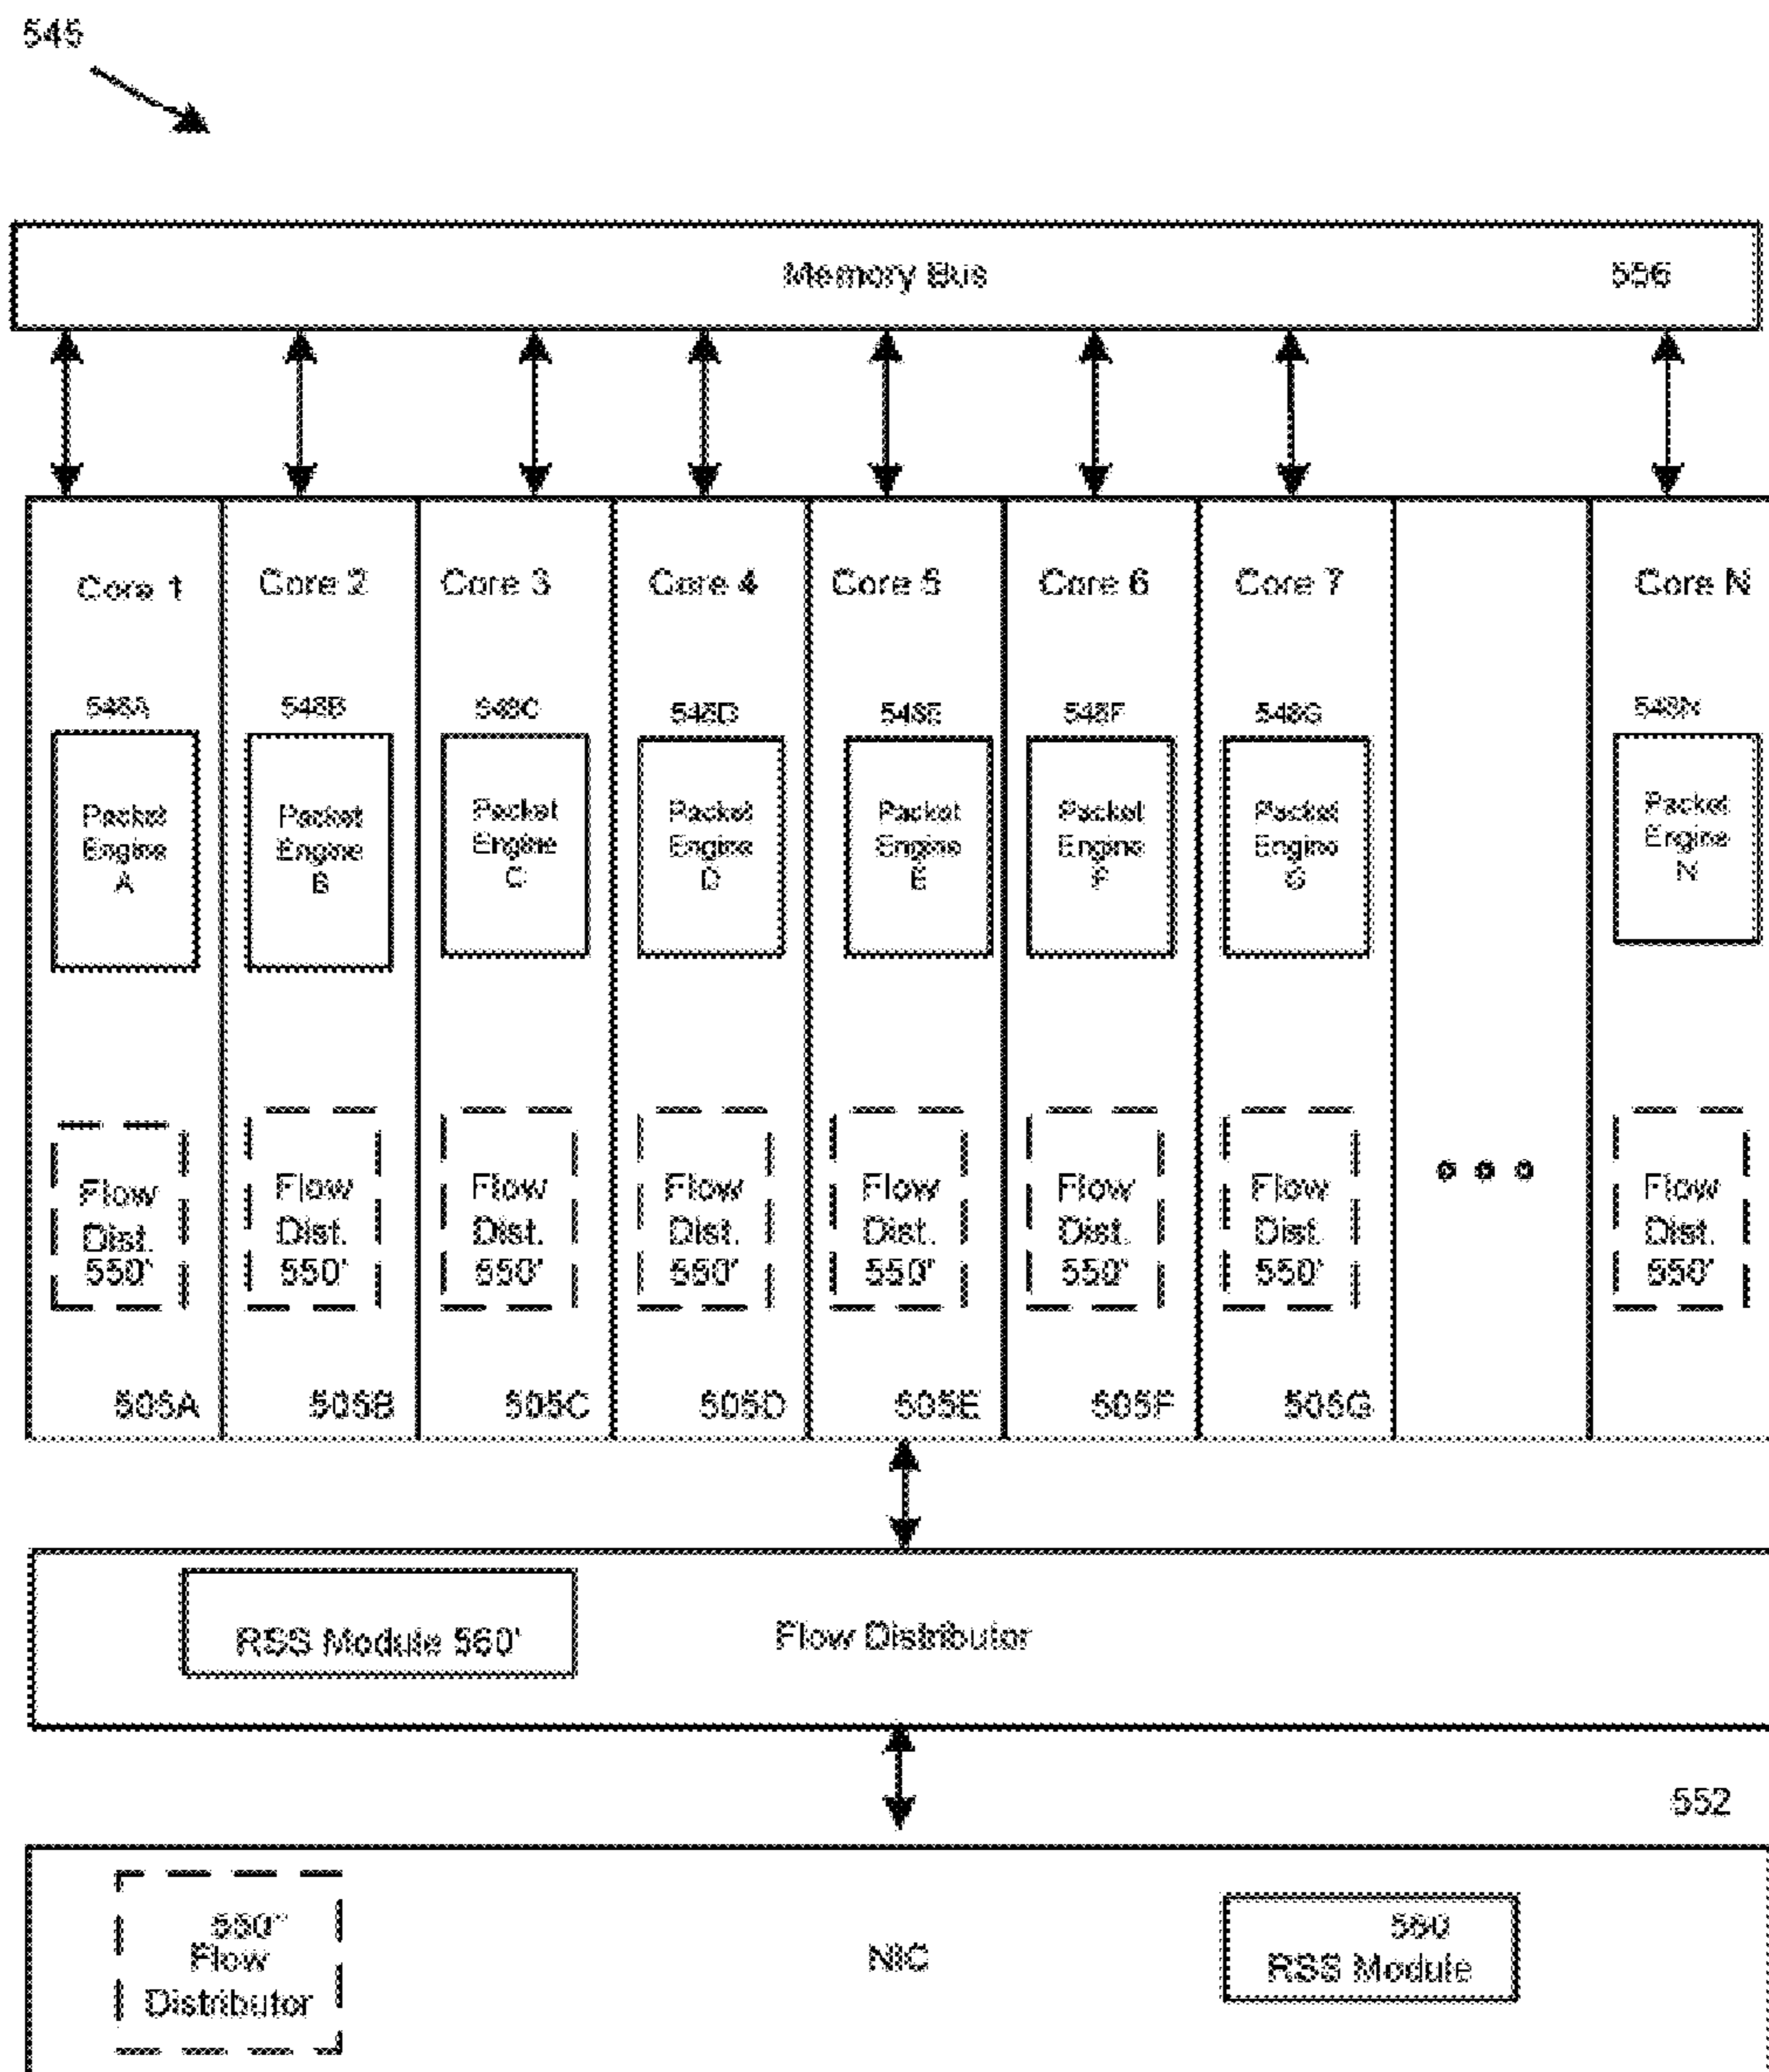 545
Memory Bus 556
Core 1 Core 2 Core 3 Core 4 Core 5 Core 6 Core 7 Core N
548A 548B 548C 548D 548E 548F 548G 548N
Packet Engine A
Packet Engine B
Packet Engine C
Packet Engine D
Packet Engine E
Packet Engine F
Packet Engine G
Packet Engine N
Flow Dist. 550'
Flow Dist. 550'
Flow Dist. 550'
Flow Dist. 550'
Flow Dist. 550'
Flow Dist. 550'
Flow Dist. 550'
Flow Dist. 550'
505A 505B 505C 505D 505E 505F 505G
RSS Module 560' Flow Distributor
552
550"
Flow
Distributor
NIC
560
RSS Module